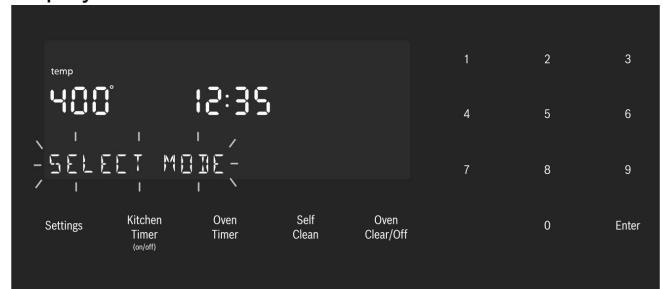 temp
400°
12:35
SELECT MODE
Settings
Kitchen
Timer
(on/off)
Oven
Timer
Self
Clean
Oven
Clear/Off
1 2 3
4 5 6
7 8 9
0 Enter